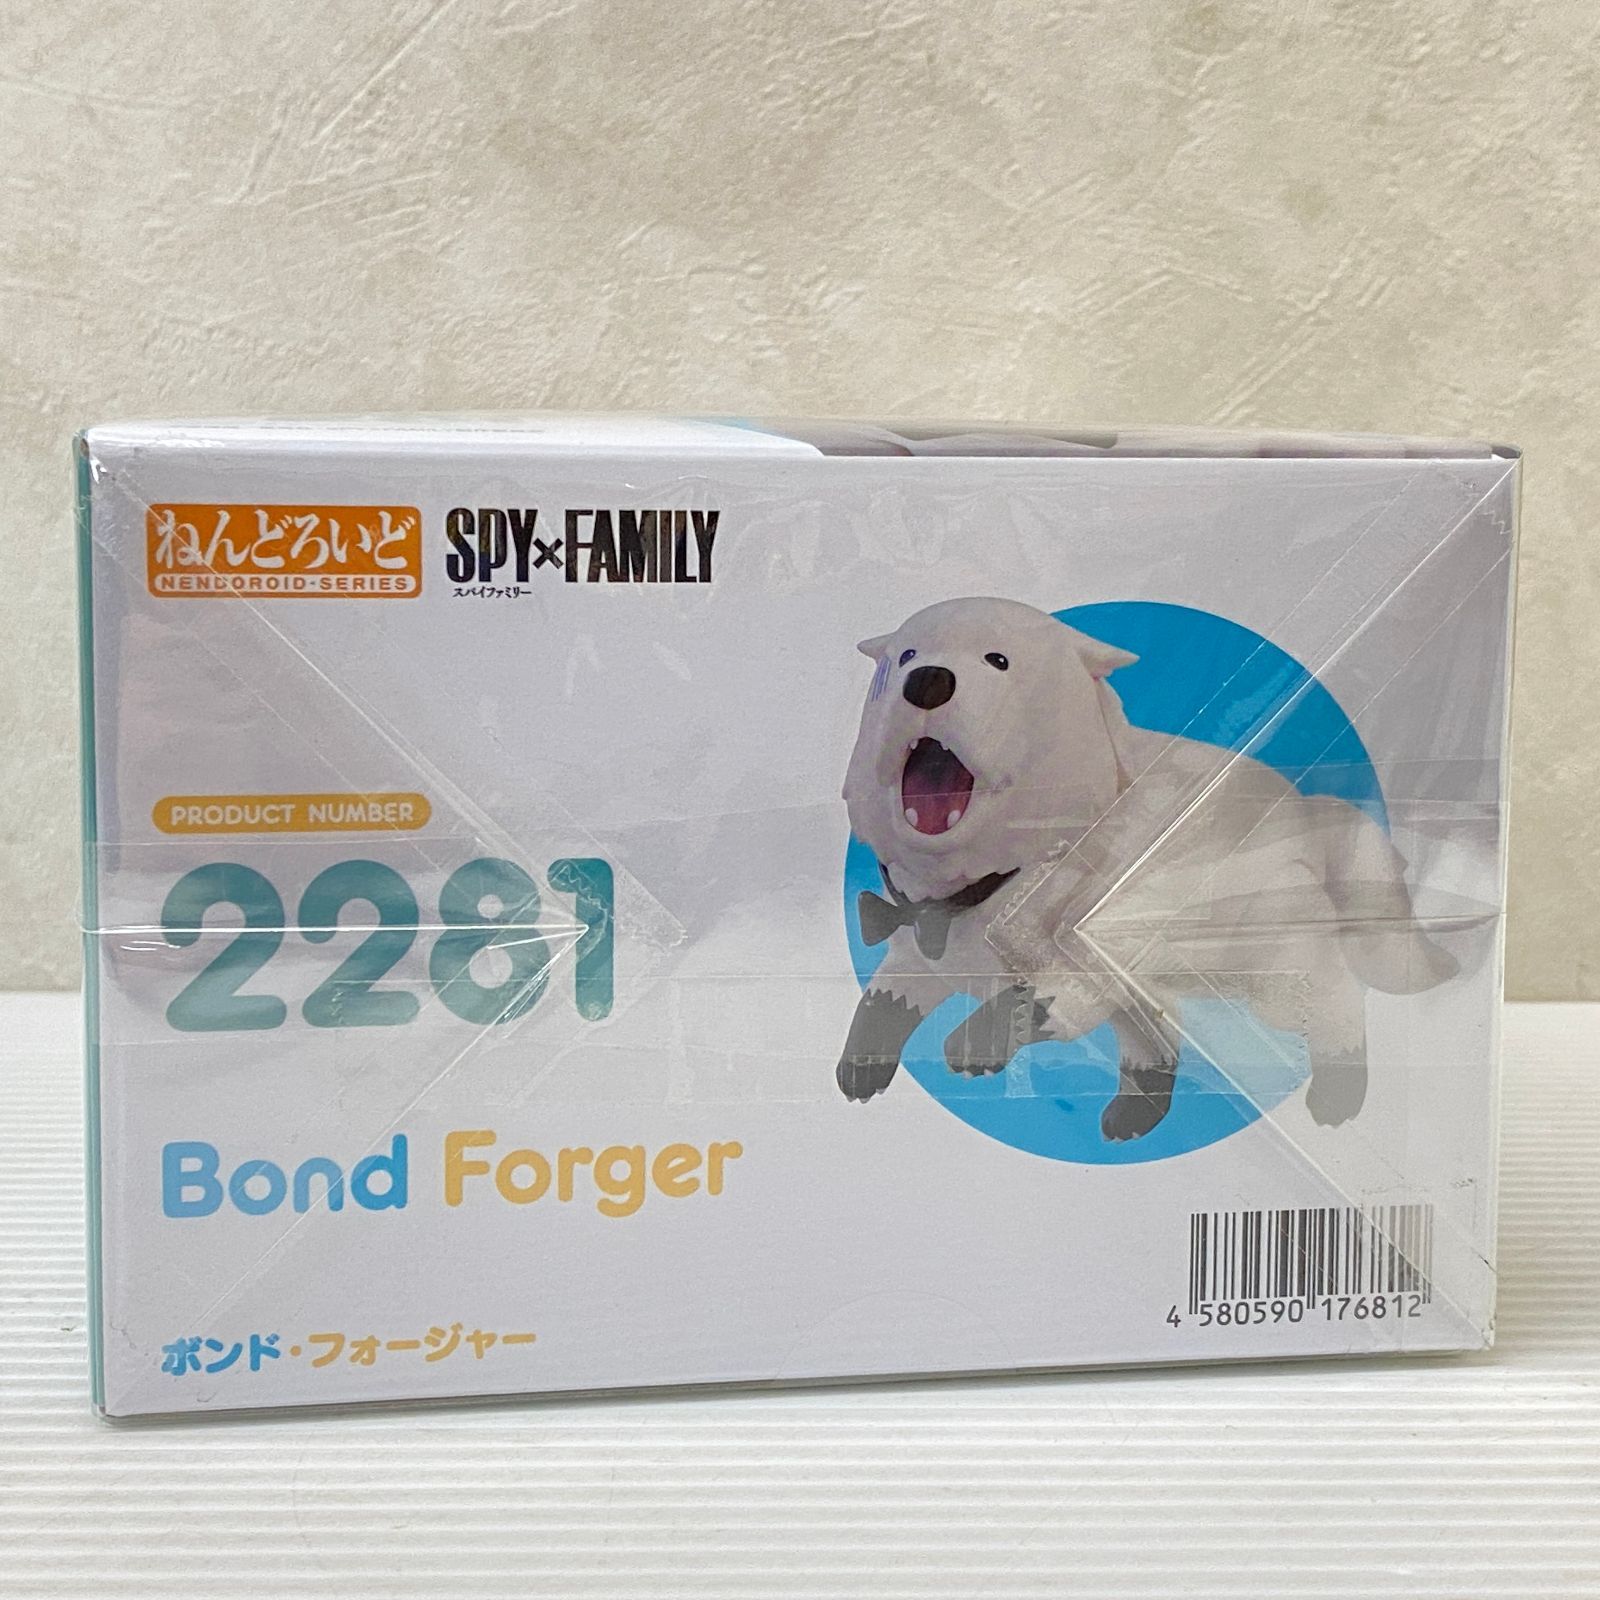 ねんどろいど
NENDOROID·SERIES
SPY×FAMILY
スパイファミリー
PRODUCT NUMBER
2281
Bond Forger
ボンド・フォージャー
4 580590 176812